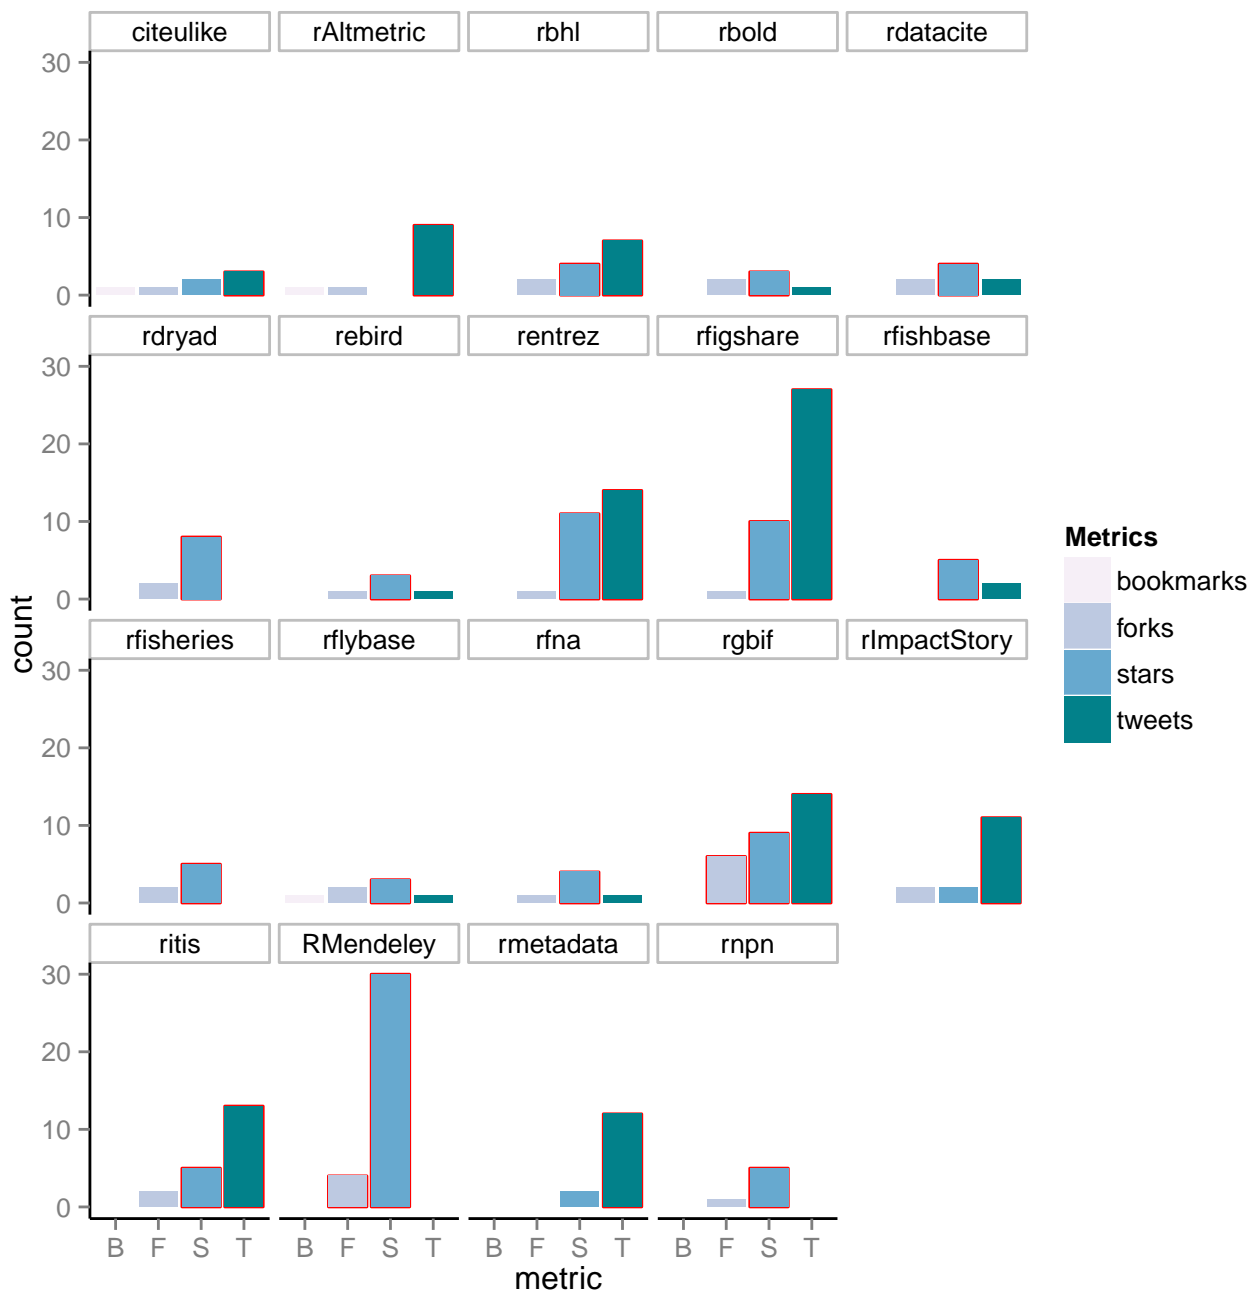 citeulike rAltmetric rbhl rbold rdatacite
30
20
10
0
rdryad rebird rentrez rfigshare rfishbase
30
20
10
0
rfisheries rflybase rfna rgbif rImpactStory
30
20
10
0
ritis RMendeley rmetadata rnpn
30
20
10
0
B F S T B F S T B F S T B F S T
metric
count
Metrics
bookmarks
forks
stars
tweets